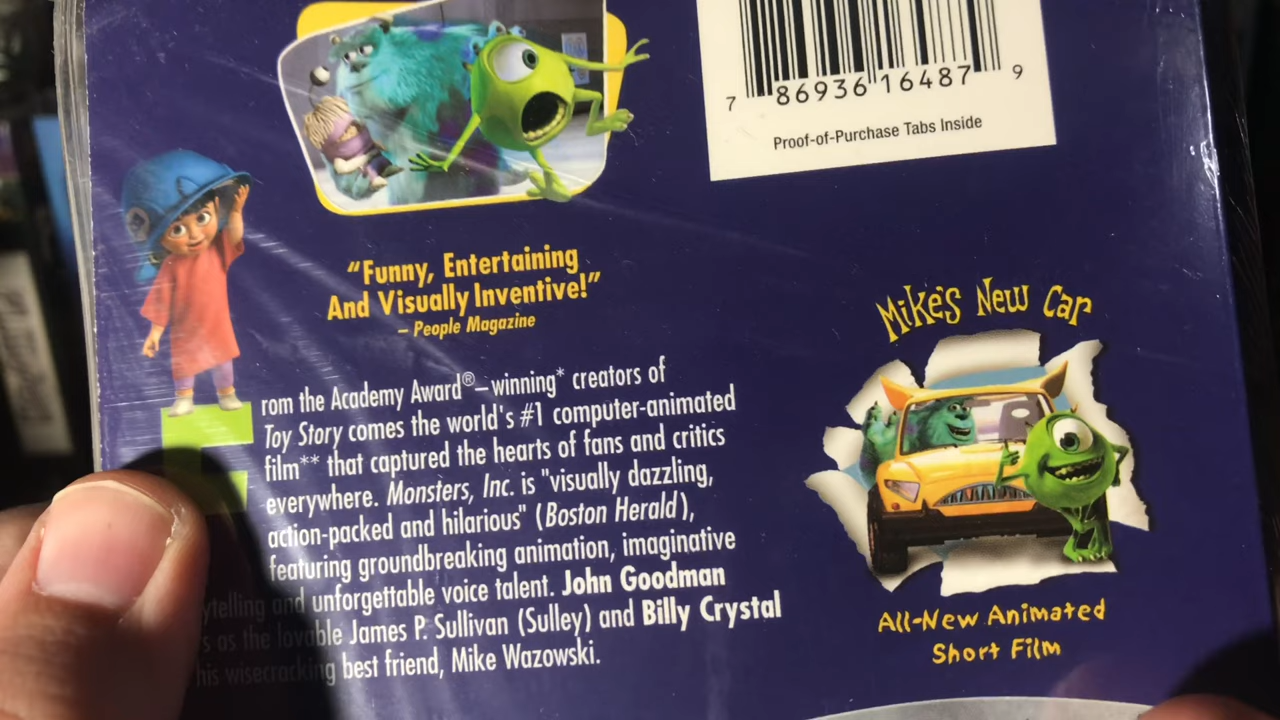 7 86936 16487 9
Proof-of-Purchase Tabs Inside
“Funny, Entertaining
And Visually Inventive!”
– People Magazine
Mike's New Car
From the Academy Award®–winning* creators of
Toy Story comes the world's #1 computer-animated
film** that captured the hearts of fans and critics
everywhere. Monsters, Inc. is "visually dazzling,
action-packed and hilarious" (Boston Herald),
featuring groundbreaking animation, imaginative
and unforgettable voice talent. John Goodman
as the lovable James P. Sullivan (Sulley) and Billy Crystal
his wisecracking best friend, Mike Wazowski.
All-New Animated
Short Film